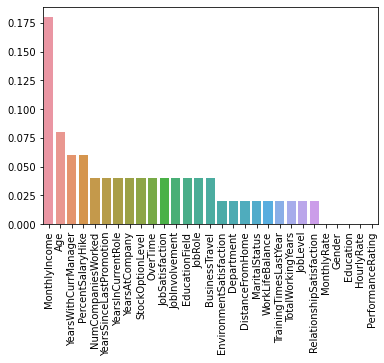 0.175
0.150
0.125
0.100
0.075
0.050
0.025
0.000
MonthlyIncome
Age
YearsWithCurrManager
PercentSalaryHike
NumCompaniesWorked
YearsSinceLastPromotion
YearsInCurrentRole
YearsAtCompany
StockOptionLevel
OverTime
JobSatisfaction
JobInvolvement
EducationField
JobRole
BusinessTravel
EnvironmentSatisfaction
Department
DistanceFromHome
MaritalStatus
WorkLifeBalance
TrainingTimesLastYear
TotalWorkingYears
JobLevel
RelationshipSatisfaction
MonthlyRate
Gender
Education
HourlyRate
PerformanceRating